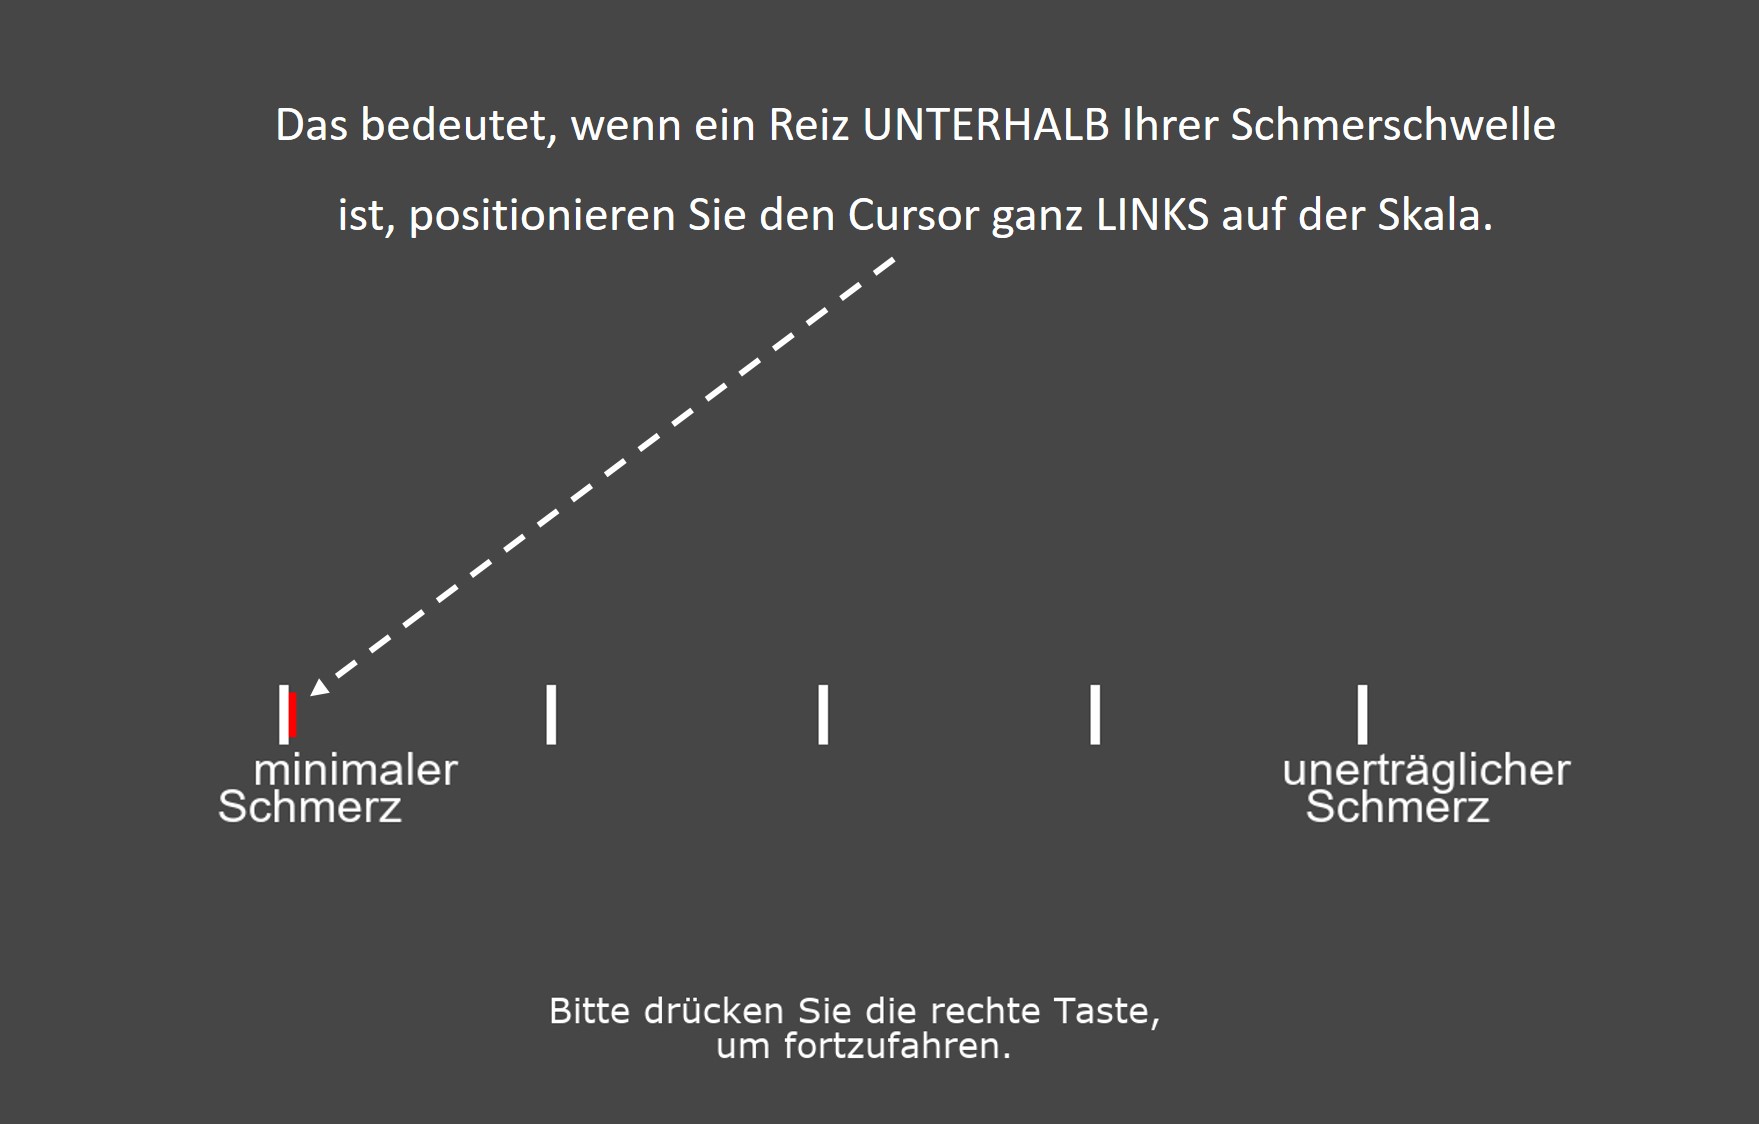 Das bedeutet, wenn ein Reiz UNTERHALB Ihrer Schmerschwelle
ist, positionieren Sie den Cursor ganz LINKS auf der Skala.
minimaler
Schmerz
unerträglicher
Schmerz
Bitte drücken Sie die rechte Taste,
um fortzufahren.